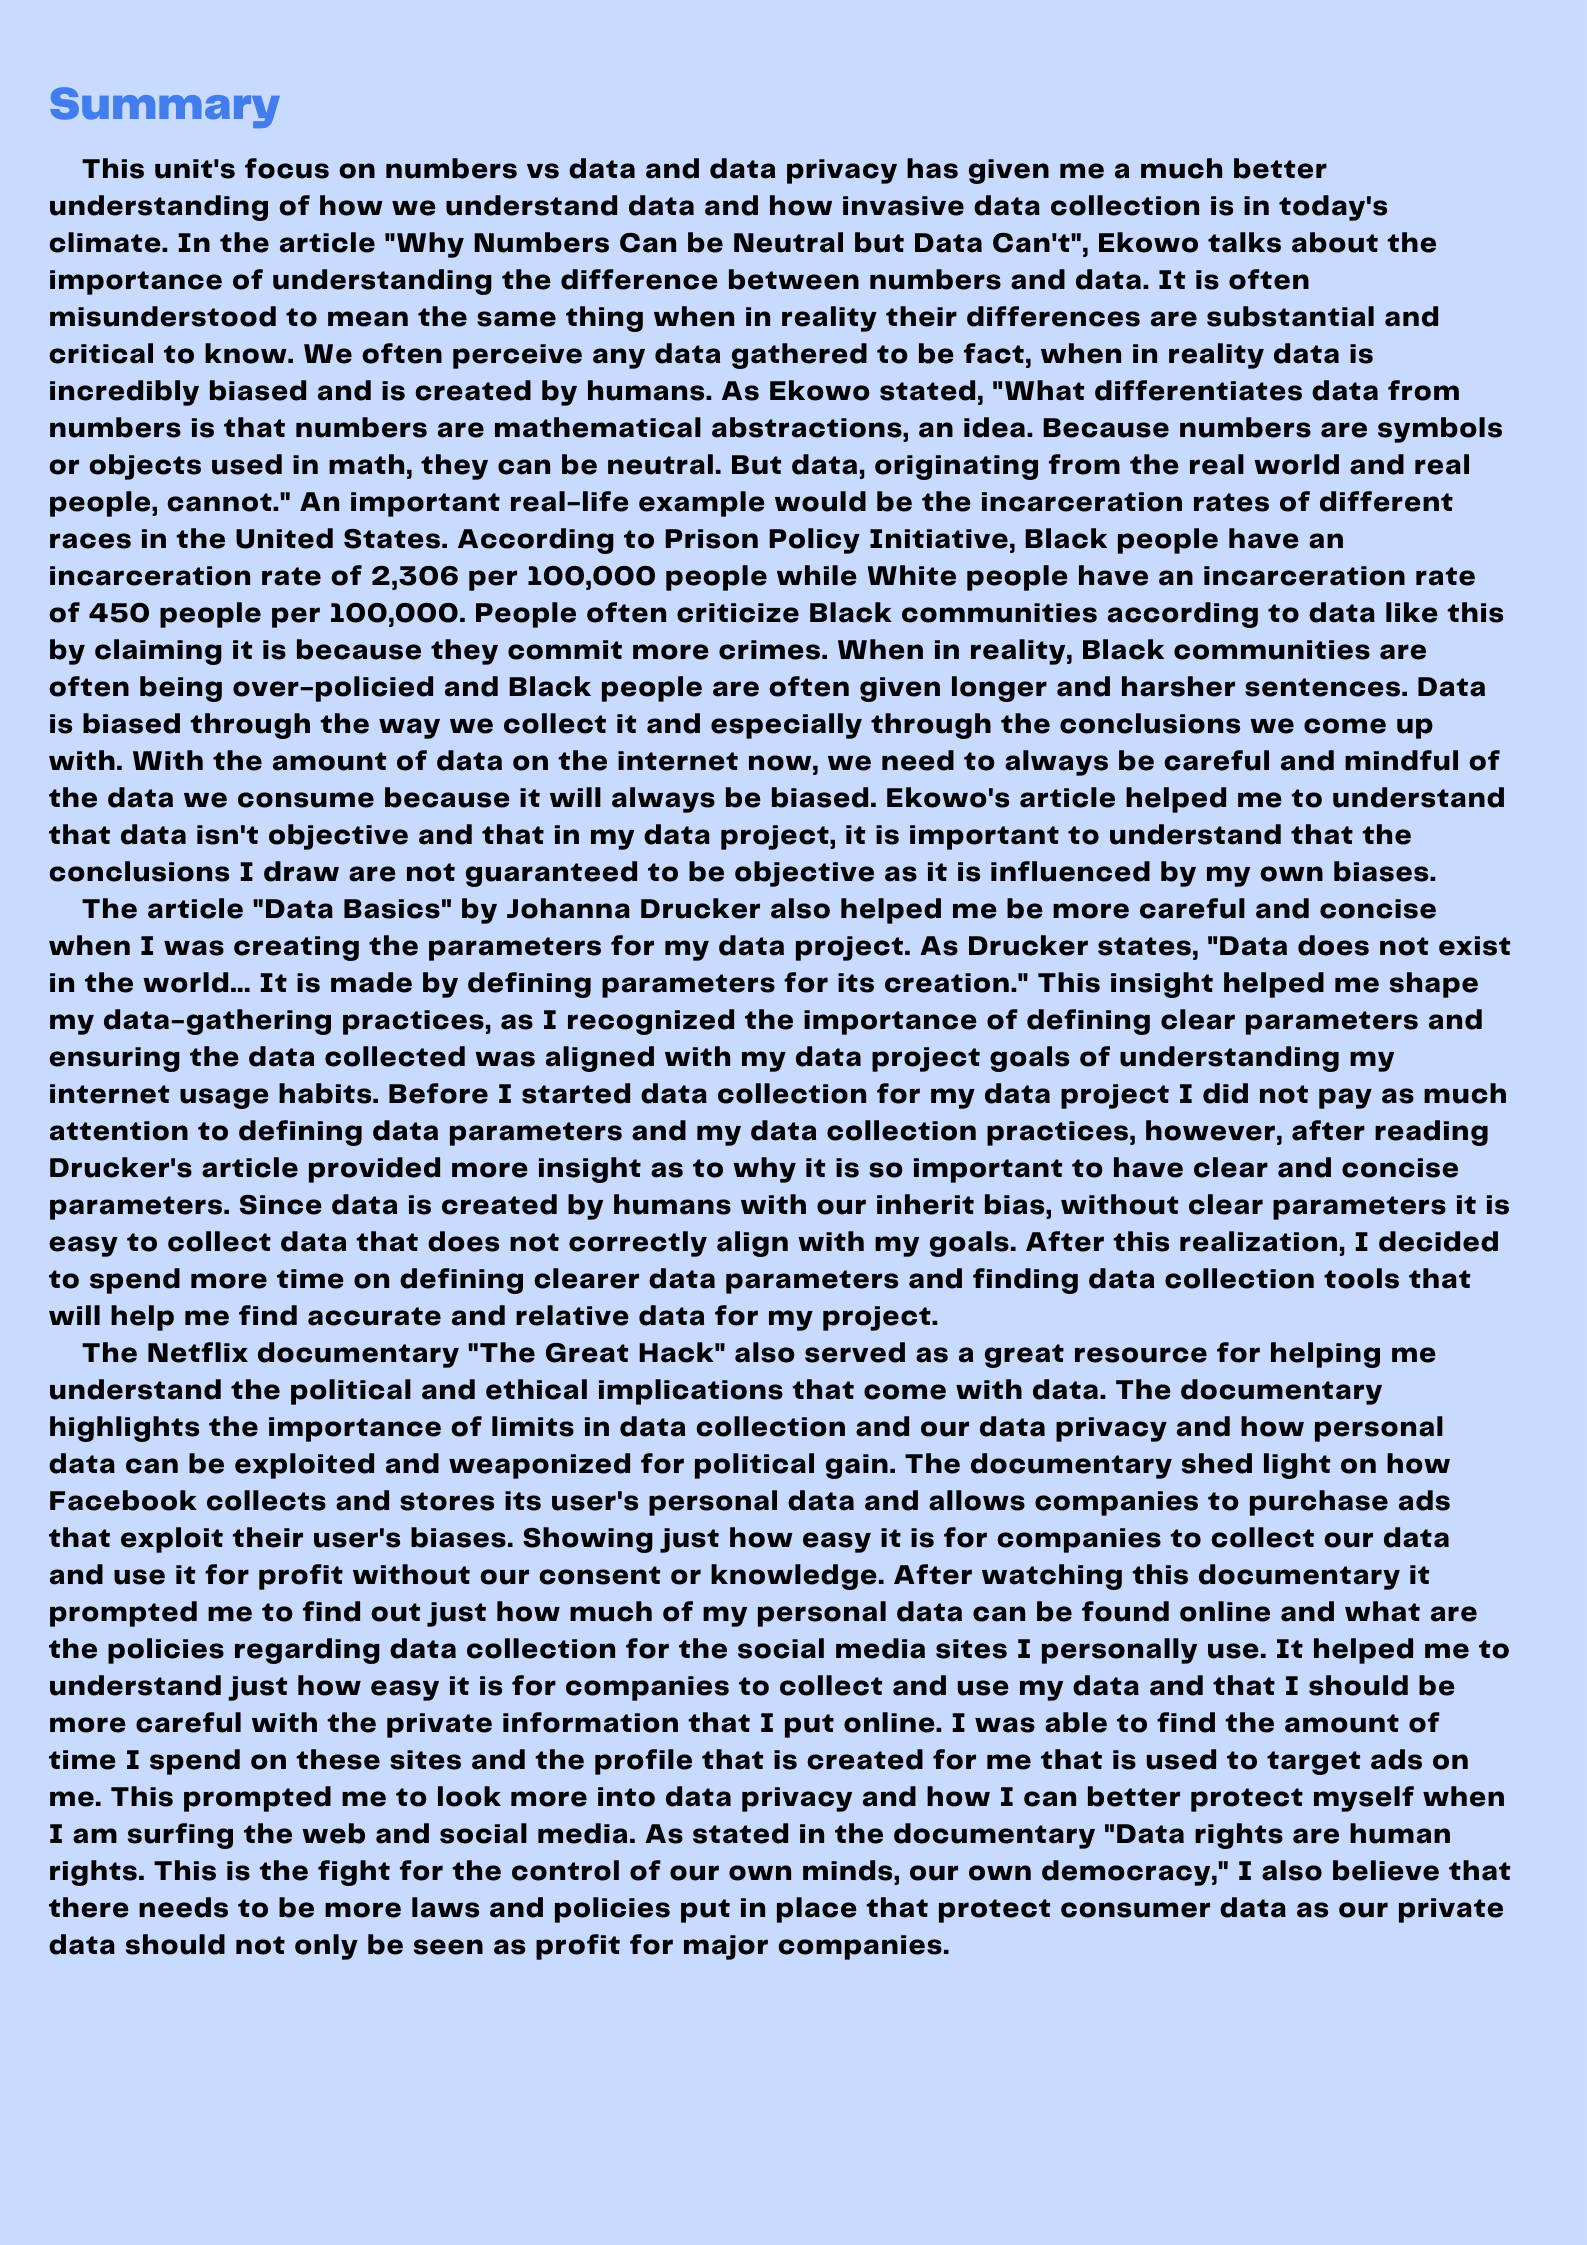 Summary
This unit's focus on numbers vs data and data privacy has given me a much better
understanding of how we understand data and how invasive data collection is in today's
climate. In the article "Why Numbers Can be Neutral but Data Can't", Ekowo talks about the
importance of understanding the difference between numbers and data. It is often
misunderstood to mean the same thing when in reality their differences are substantial and
critical to know. We often perceive any data gathered to be fact, when in reality data is
incredibly biased and is created by humans. As Ekowo stated, "What differentiates data from
numbers is that numbers are mathematical abstractions, an idea. Because numbers are symbols
or objects used in math, they can be neutral. But data, originating from the real world and real
people, cannot." An important real-life example would be the incarceration rates of different
races in the United States. According to Prison Policy Initiative, Black people have an
incarceration rate of 2,306 per 100,000 people while White people have an incarceration rate
of 450 people per 100,000. People often criticize Black communities according to data like this
by claiming it is because they commit more crimes. When in reality, Black communities are
often being over-policied and Black people are often given longer and harsher sentences. Data
is biased through the way we collect it and especially through the conclusions we come up
with. With the amount of data on the internet now, we need to always be careful and mindful of
the data we consume because it will always be biased. Ekowo's article helped me to understand
that data isn't objective and that in my data project, it is important to understand that the
conclusions I draw are not guaranteed to be objective as it is influenced by my own biases.
The article "Data Basics" by Johanna Drucker also helped me be more careful and concise
when I was creating the parameters for my data project. As Drucker states, "Data does not exist
in the world... It is made by defining parameters for its creation." This insight helped me shape
my data-gathering practices, as I recognized the importance of defining clear parameters and
ensuring the data collected was aligned with my data project goals of understanding my
internet usage habits. Before I started data collection for my data project I did not pay as much
attention to defining data parameters and my data collection practices, however, after reading
Drucker's article provided more insight as to why it is so important to have clear and concise
parameters. Since data is created by humans with our inherit bias, without clear parameters it is
easy to collect data that does not correctly align with my goals. After this realization, I decided
to spend more time on defining clearer data parameters and finding data collection tools that
will help me find accurate and relative data for my project.
The Netflix documentary "The Great Hack" also served as a great resource for helping me
understand the political and ethical implications that come with data. The documentary
highlights the importance of limits in data collection and our data privacy and how personal
data can be exploited and weaponized for political gain. The documentary shed light on how
Facebook collects and stores its user's personal data and allows companies to purchase ads
that exploit their user's biases. Showing just how easy it is for companies to collect our data
and use it for profit without our consent or knowledge. After watching this documentary it
prompted me to find out just how much of my personal data can be found online and what are
the policies regarding data collection for the social media sites I personally use. It helped me to
understand just how easy it is for companies to collect and use my data and that I should be
more careful with the private information that I put online. I was able to find the amount of
time I spend on these sites and the profile that is created for me that is used to target ads on
me. This prompted me to look more into data privacy and how I can better protect myself when
I am surfing the web and social media. As stated in the documentary "Data rights are human
rights. This is the fight for the control of our own minds, our own democracy," I also believe that
there needs to be more laws and policies put in place that protect consumer data as our private
data should not only be seen as profit for major companies.